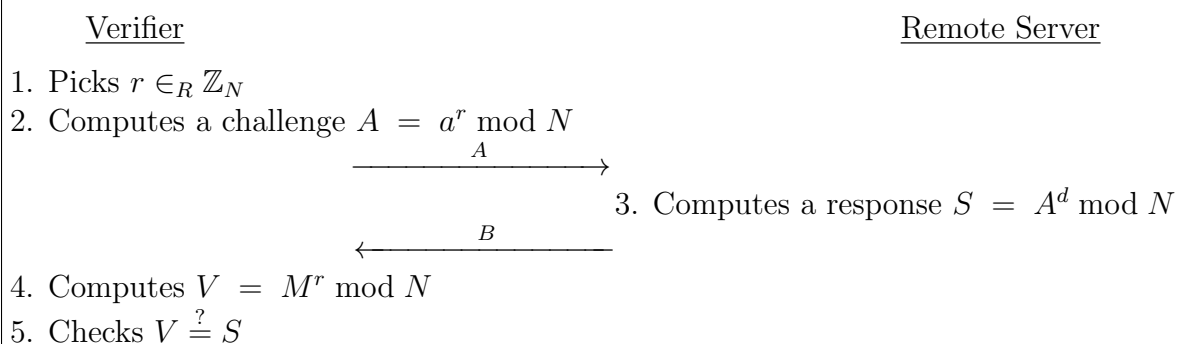 Verifier Remote Server
1. Picks r ∈_R ℤ_N
2. Computes a challenge A = a^r mod N
A
3. Computes a response S = A^d mod N
B
4. Computes V = M^r mod N
5. Checks V ≟ S